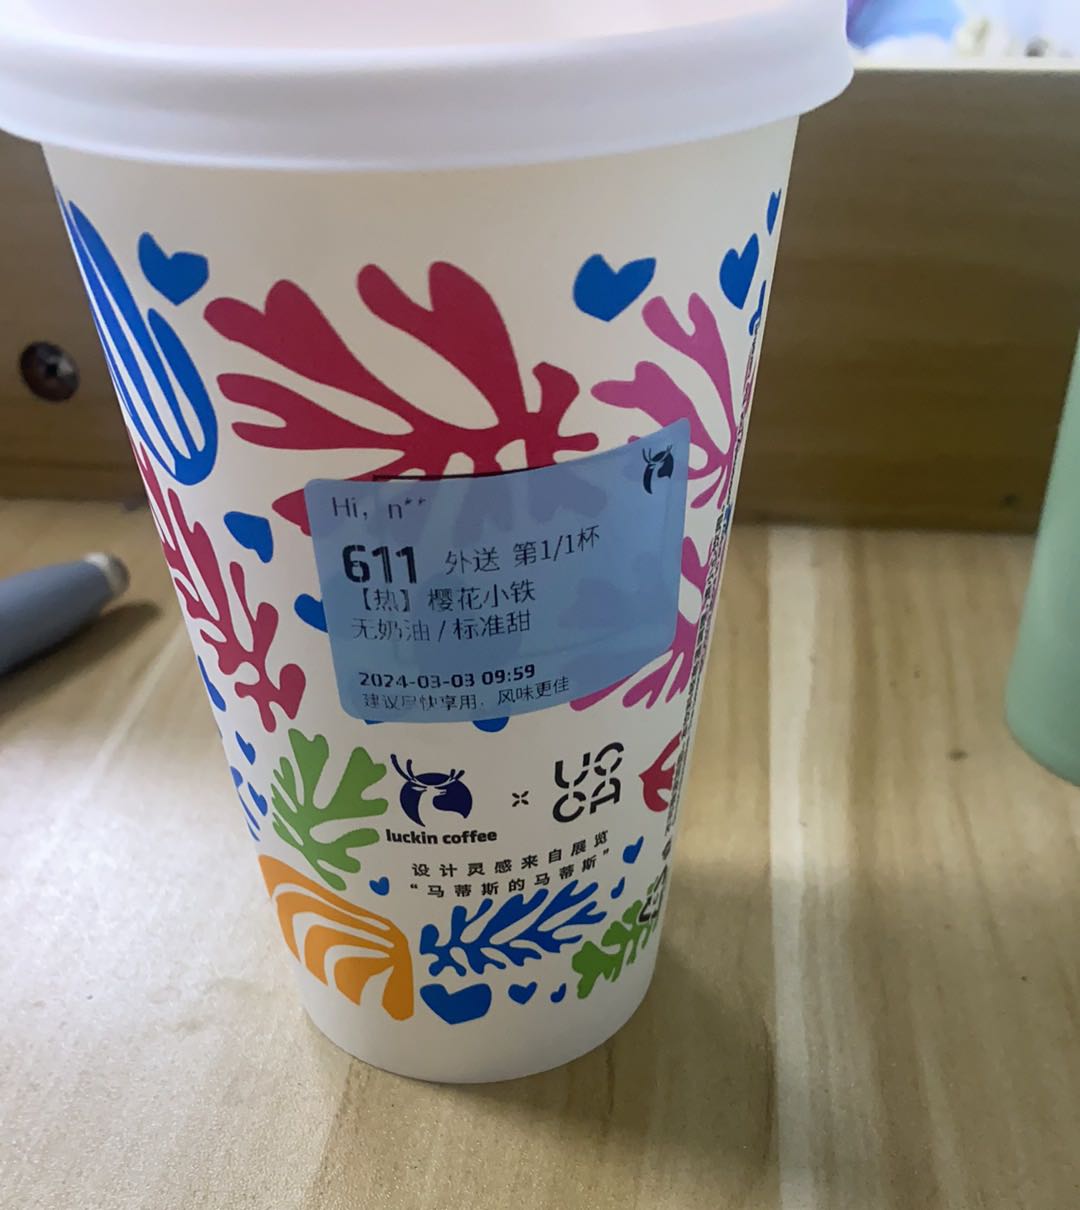 Hi, n**
611 外送 第1/1杯
【热】樱花小铁
无奶油 / 标准甜
2024-03-03 09:59
建议尽快享用，风味更佳
luckin coffee
×
UC
CA
设计灵感来自展览
“马蒂斯的马蒂斯”